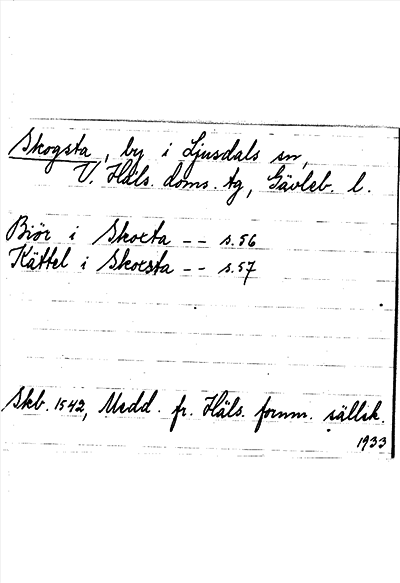 Skogsta, by i Ljusdals sn,
V. Häls. doms. tg, Gävleb. l.
Biör i Skocta -- s.56
Kättel i Skocsta -- s.57
Skb. 1542, Medd. fr. Häls. fornm. sällsk.
1933